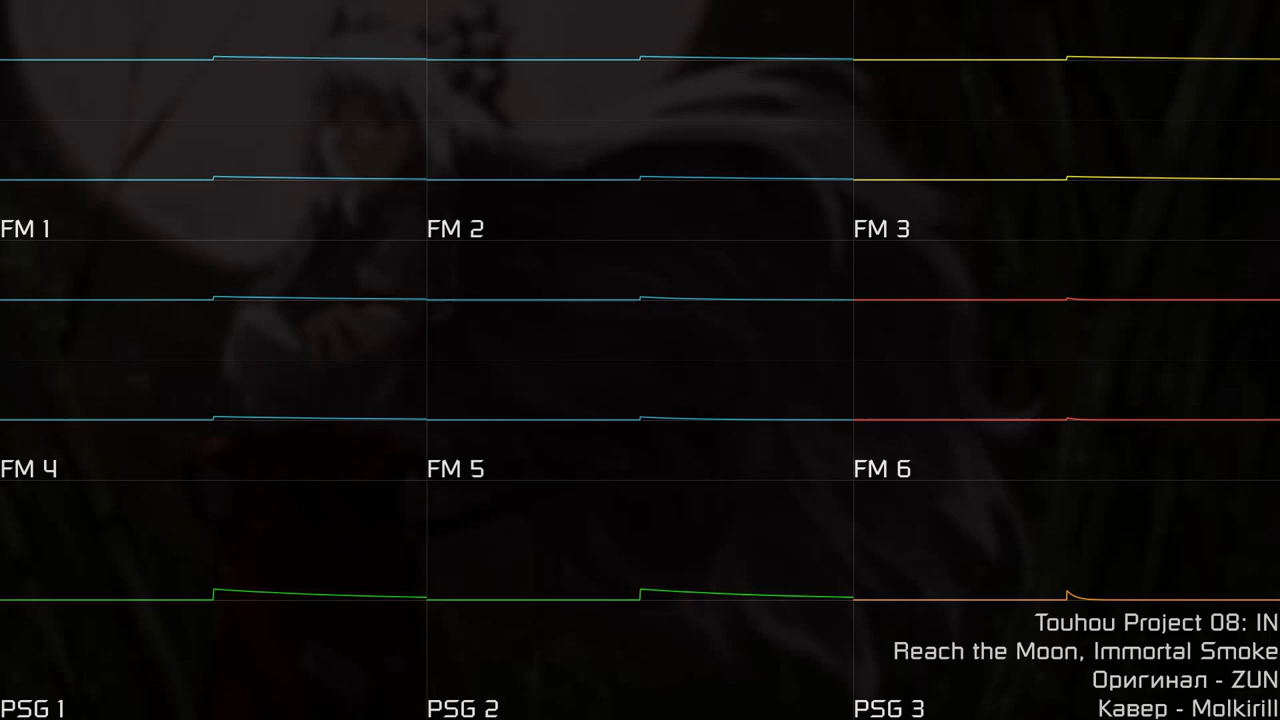 FM 1
FM 2
FM 3
FM 4
FM 5
FM 6
Touhou Project 08: IN
Reach the Moon, Immortal Smoke
Оригинал - ZUN
Кавер - Molkirill
PSG 1
PSG 2
PSG 3